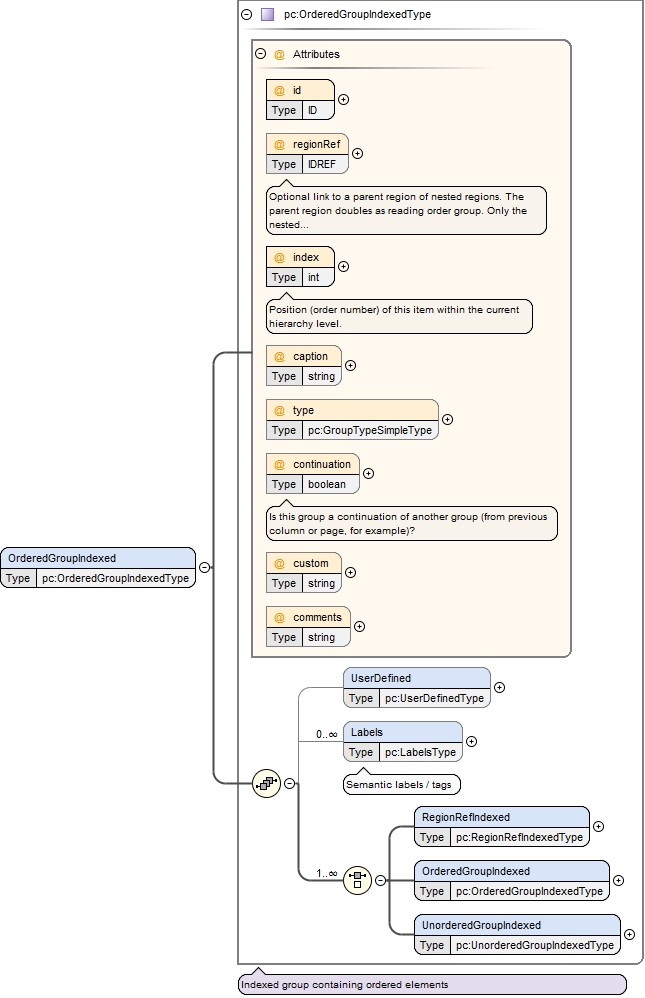 pc:OrderedGroupIndexedType
@ Attributes
@ id
Type ID
@ regionRef
Type IDREF
Optional link to a parent region of nested regions. The
parent region doubles as reading order group. Only the
nested...
@ index
Type int
Position (order number) of this item within the current
hierarchy level.
@ caption
Type string
@ type
Type pc:GroupTypeSimpleType
@ continuation
Type boolean
Is this group a continuation of another group (from previous
column or page, for example)?
OrderedGroupIndexed
Type pc:OrderedGroupIndexedType
@ custom
Type string
@ comments
Type string
UserDefined
Type pc:UserDefinedType
0..∞
Labels
Type pc:LabelsType
Semantic labels / tags
RegionRefIndexed
Type pc:RegionRefIndexedType
1..∞
OrderedGroupIndexed
Type pc:OrderedGroupIndexedType
UnorderedGroupIndexed
Type pc:UnorderedGroupIndexedType
Indexed group containing ordered elements